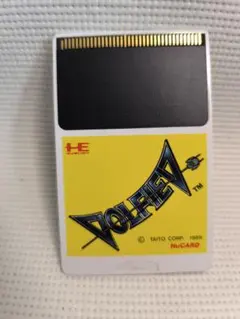 HE
VOLFIED
TM
© TAITO CORP. 1989
HuCARD